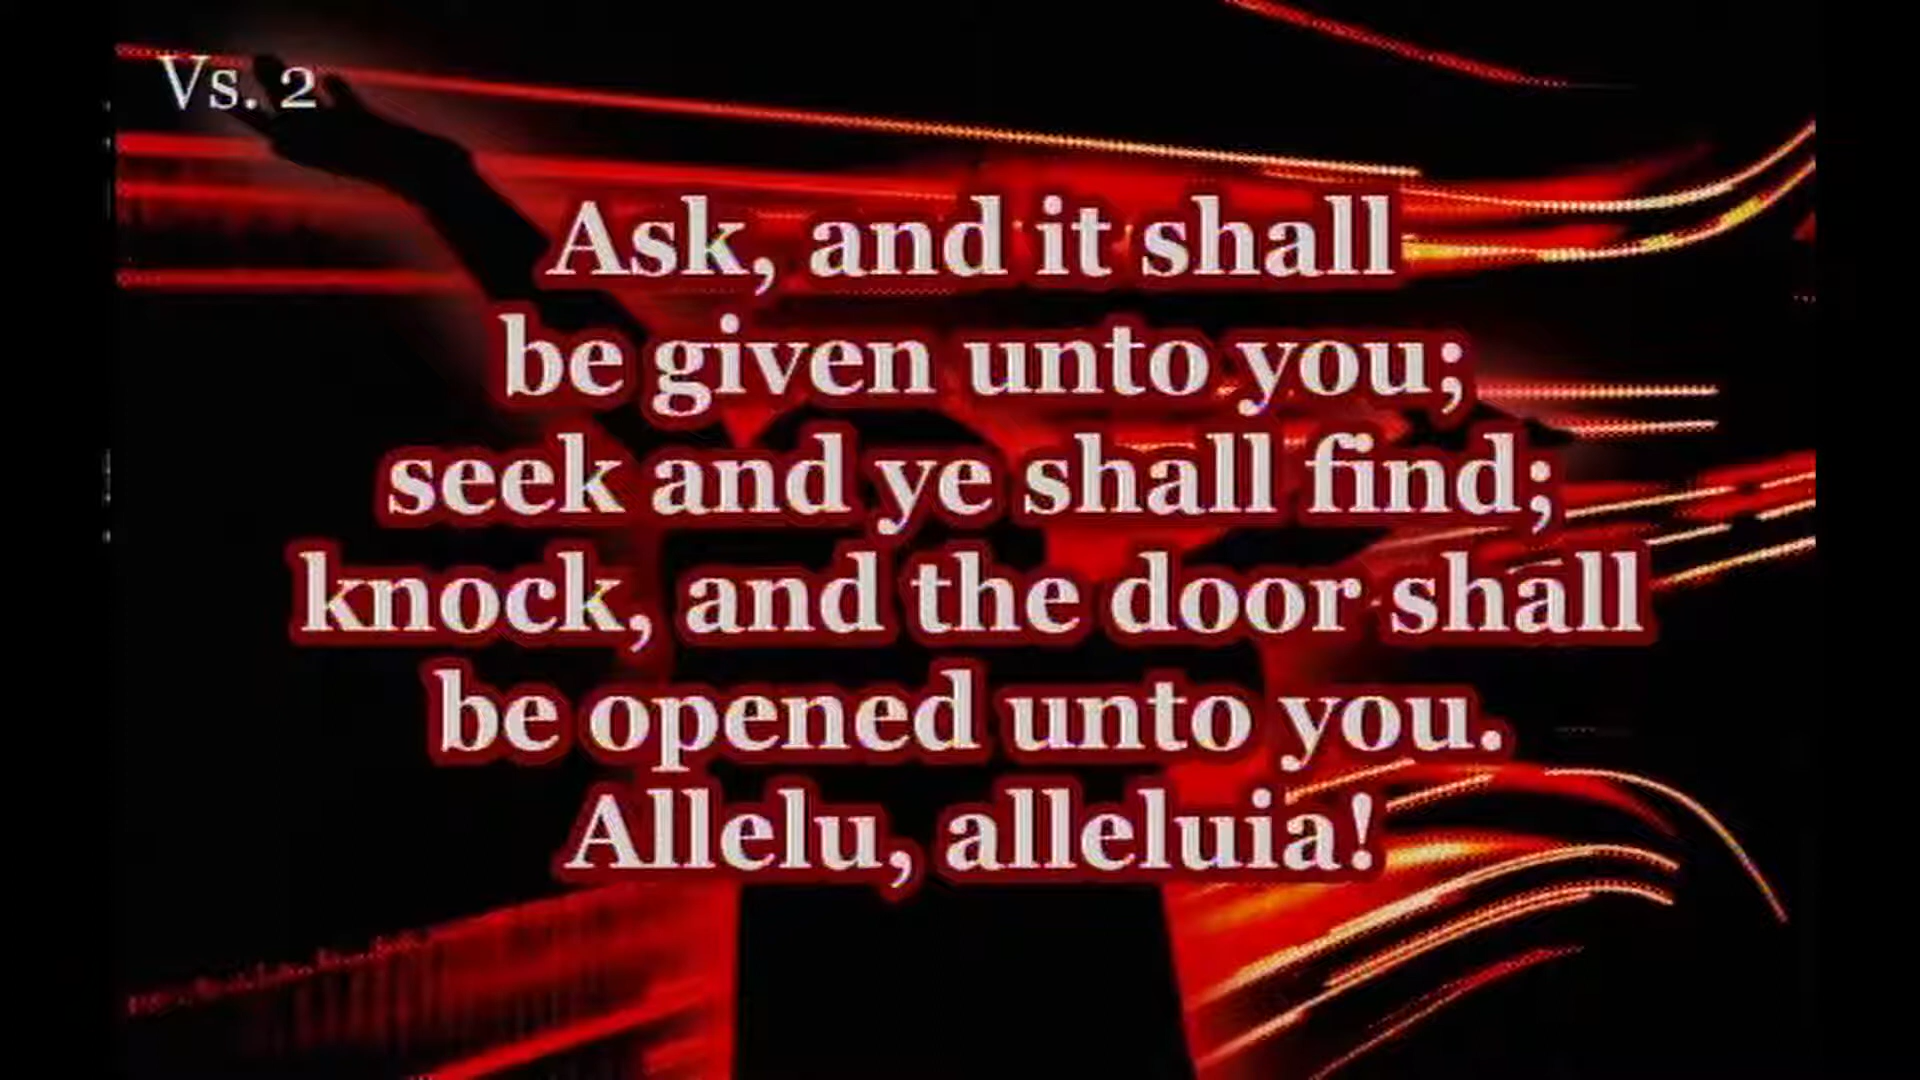 Vs. 2
Ask, and it shall
be given unto you;
seek and ye shall find;
knock, and the door shall
be opened unto you.
Allelu, alleluia!